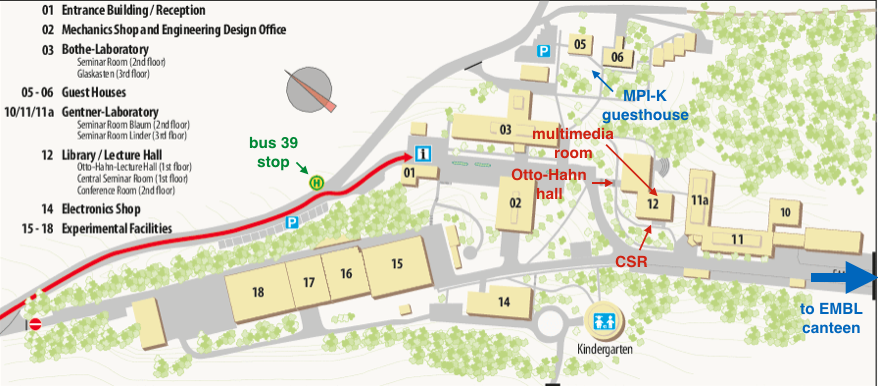 01 Entrance Building / Reception
02 Mechanics Shop and Engineering Design Office
03 Bothe-Laboratory
Seminar Room (2nd floor)
Glaskasten (3rd floor)
05 - 06 Guest Houses
10/11/11a Gentner-Laboratory
Seminar Room Blaum (2nd floor)
Seminar Room Linder (3rd floor)
12 Library / Lecture Hall
Otto-Hahn-Lecture Hall (1st floor)
Central Seminar Room (1st floor)
Conference Room (2nd floor)
14 Electronics Shop
15 - 18 Experimental Facilities
P
05
06
MPI-K
guesthouse
bus 39
stop
H
i
01
03
multimedia
room
Otto-Hahn
hall
P
02
12
11a
10
11
CSR
18
17
16
15
14
to EMBL
canteen
Kindergarten